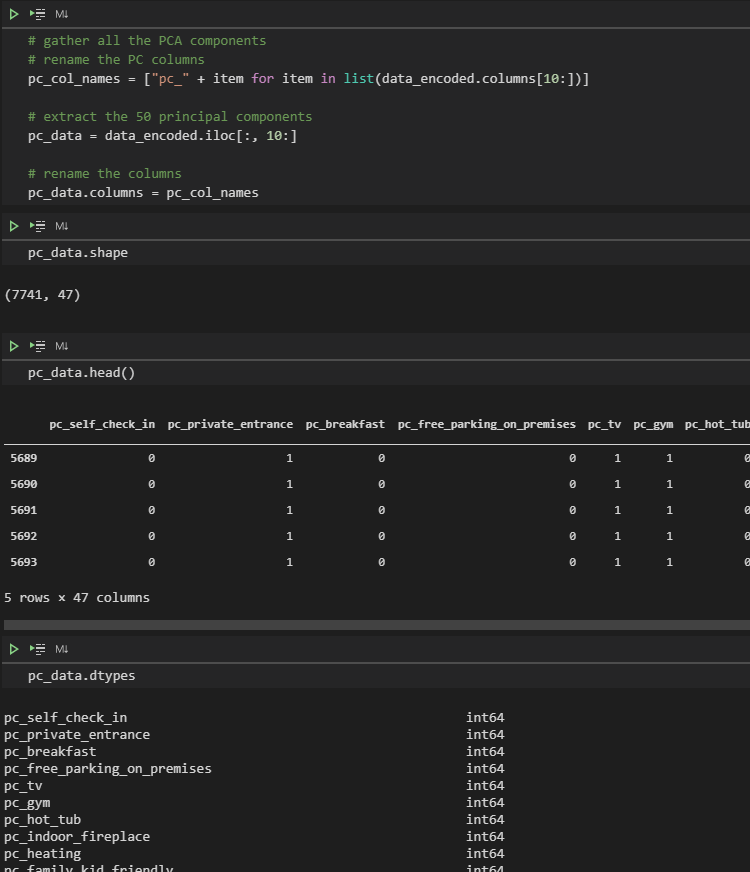 M↓
# gather all the PCA components
# rename the PC columns
pc_col_names = ["pc_" + item for item in list(data_encoded.columns[10:])]
# extract the 50 principal components
pc_data = data_encoded.iloc[:, 10:]
# rename the columns
pc_data.columns = pc_col_names
M↓
pc_data.shape
(7741, 47)
M↓
pc_data.head()
pc_self_check_in pc_private_entrance pc_breakfast pc_free_parking_on_premises pc_tv pc_gym pc_hot_tub
5689 0 1 0 0 1 1 0
5690 0 1 0 0 1 1 0
5691 0 1 0 0 1 1 0
5692 0 1 0 0 1 1 0
5693 0 1 0 0 1 1 0
5 rows × 47 columns
M↓
pc_data.dtypes
pc_self_check_in int64
pc_private_entrance int64
pc_breakfast int64
pc_free_parking_on_premises int64
pc_tv int64
pc_gym int64
pc_hot_tub int64
pc_indoor_fireplace int64
pc_heating int64
pc_family_kid_friendly int64